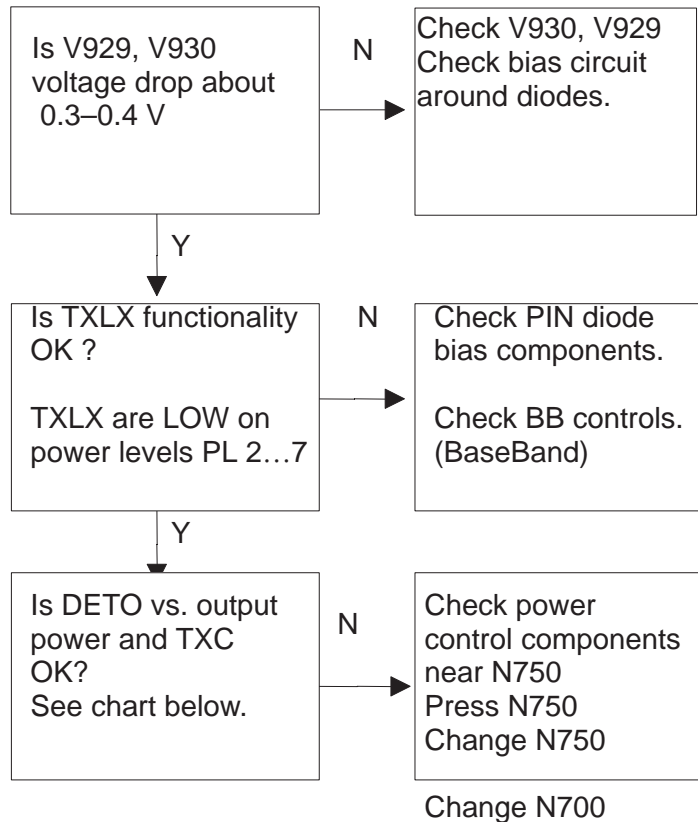 Is V929, V930
voltage drop about
0.3–0.4 V
N
Check V930, V929
Check bias circuit
around diodes.
Y
Is TXLX functionality
OK ?
TXLX are LOW on
power levels PL 2…7
N
Check PIN diode
bias components.
Check BB controls.
(BaseBand)
Y
Is DETO vs. output
power and TXC
OK?
See chart below.
N
Check power
control components
near N750
Press N750
Change N750
Change N700